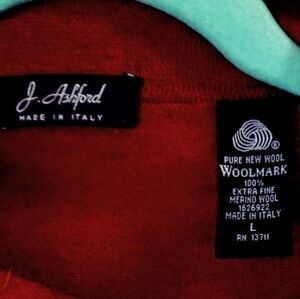 J. Ashford
MADE IN ITALY
®
PURE NEW WOOL
WOOLMARK
100%
EXTRA FINE
MERINO WOOL
1626922
MADE IN ITALY
L
RN 13711